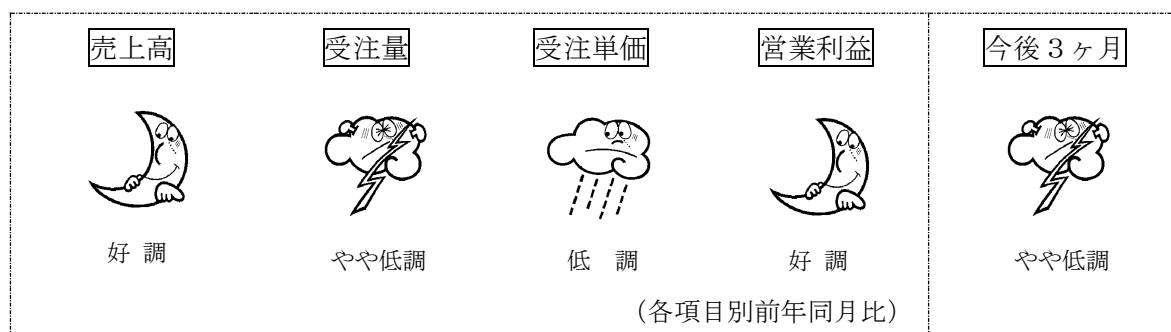 売上高 受注量 受注単価 営業利益 今後３ヶ月
好 調 やや低調 低 調 好 調 やや低調
（各項目別前年同月比）